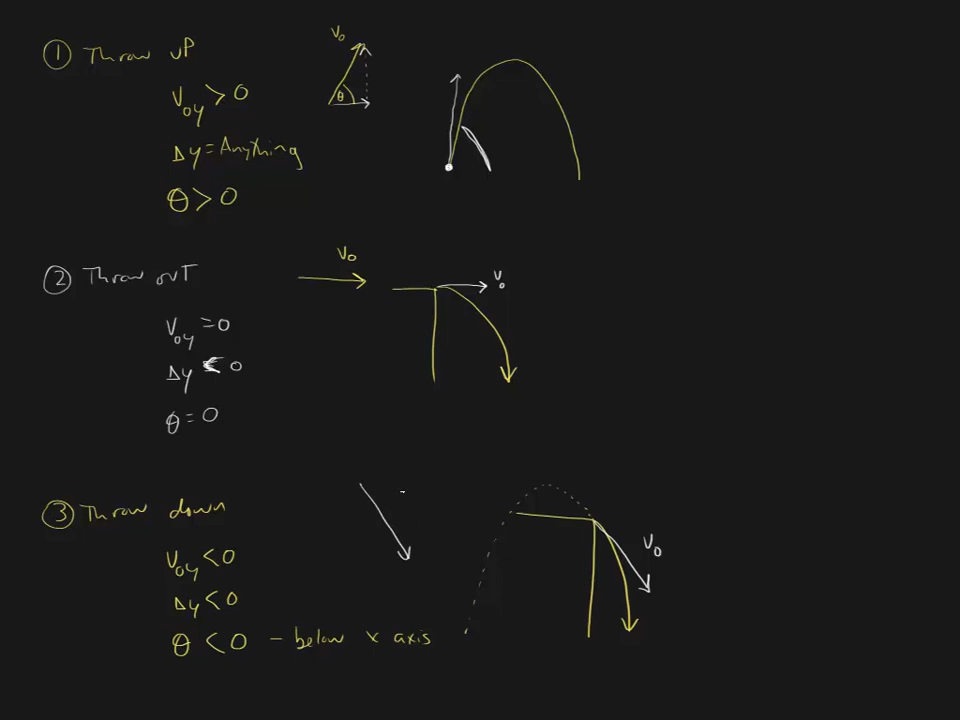 ① Throw uP
V₀
θ
V₀y > 0
Δy = Anything
θ > 0
② Throw ouT
V₀
V₀
V₀y = 0
Δy < 0
θ = 0
③ Throw down
V₀y < 0
V₀
Δy < 0
θ < 0 – below x axis